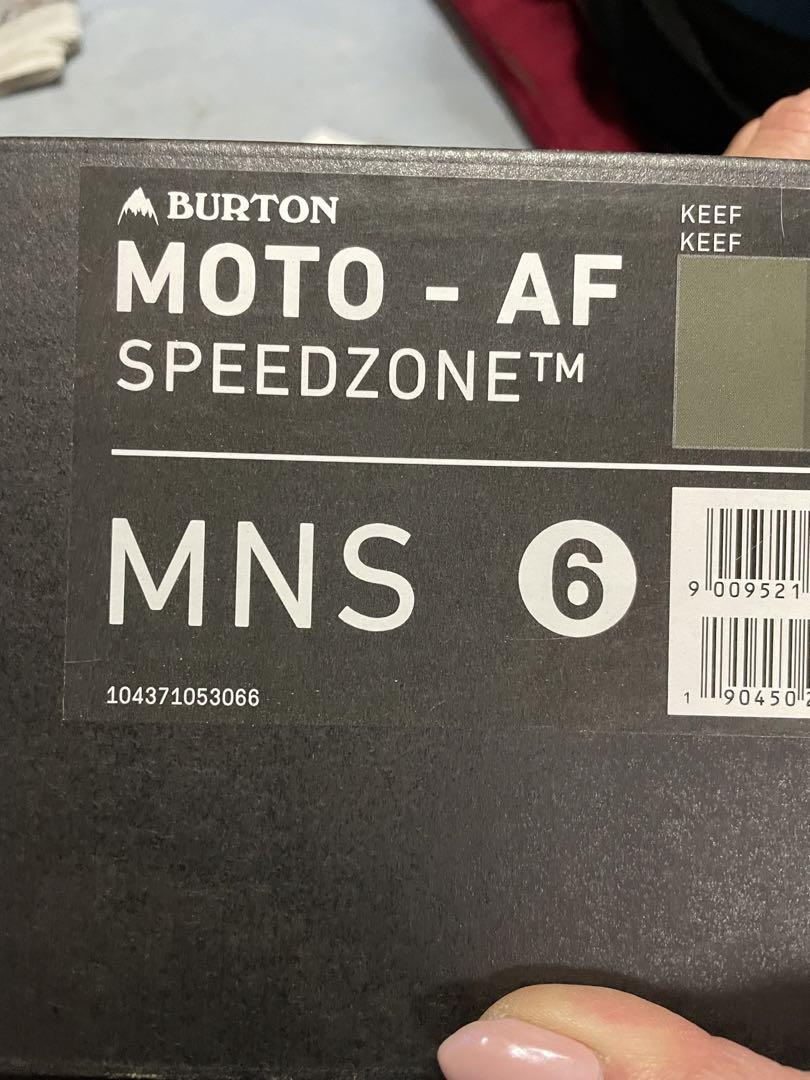 BURTON
MOTO - AF
SPEEDZONE™
KEEF
KEEF
MNS 6
104371053066
9 009521
1 90450